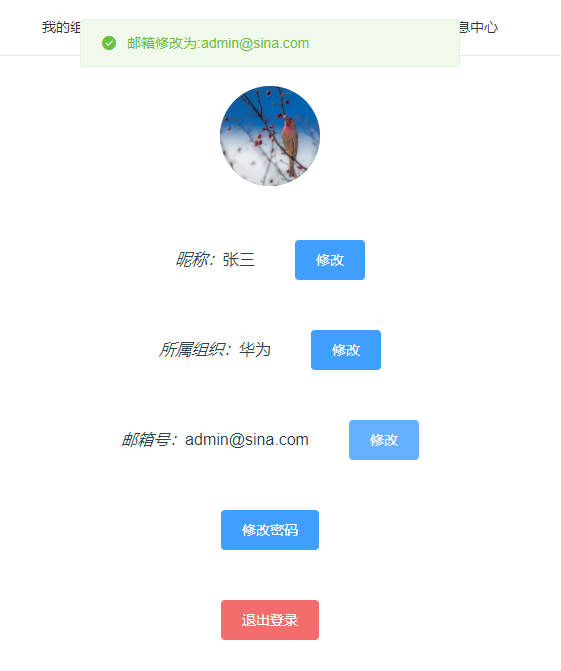 我的组
邮箱修改为:admin@sina.com
息中心
昵称：张三 修改
所属组织：华为 修改
邮箱号：admin@sina.com 修改
修改密码
退出登录